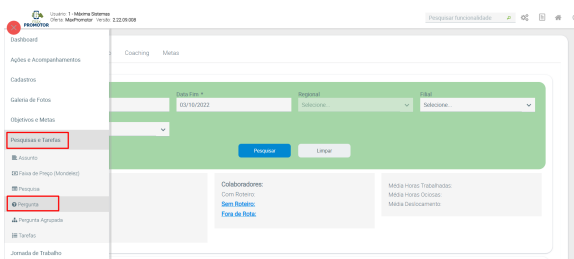 Usuário: 1 - Máxima Sistemas
Oferta: MaxPromotor Versão: 2.22.09.008
PROMOTOR
Pesquisar funcionalidade
Dashboard
Ações e Acompanhamentos
Coaching Metas
Cadastros
Galeria de Fotos
Data Fim * Regional Filial
03/10/2022 Selecione Selecione...
Objetivos e Metas
Pesquisas e Tarefas
Pesquisar Limpar
Assunto
Faixa de Preço (Mondelez)
Pesquisa
Pergunta
Pergunta Agrupada
Tarefas
Jornada de Trabalho
Colaboradores:
Com Roteiro:
Sem Roteiro:
Fora de Rota:
Média Horas Trabalhadas:
Média Horas Ociosas:
Média Deslocamento: